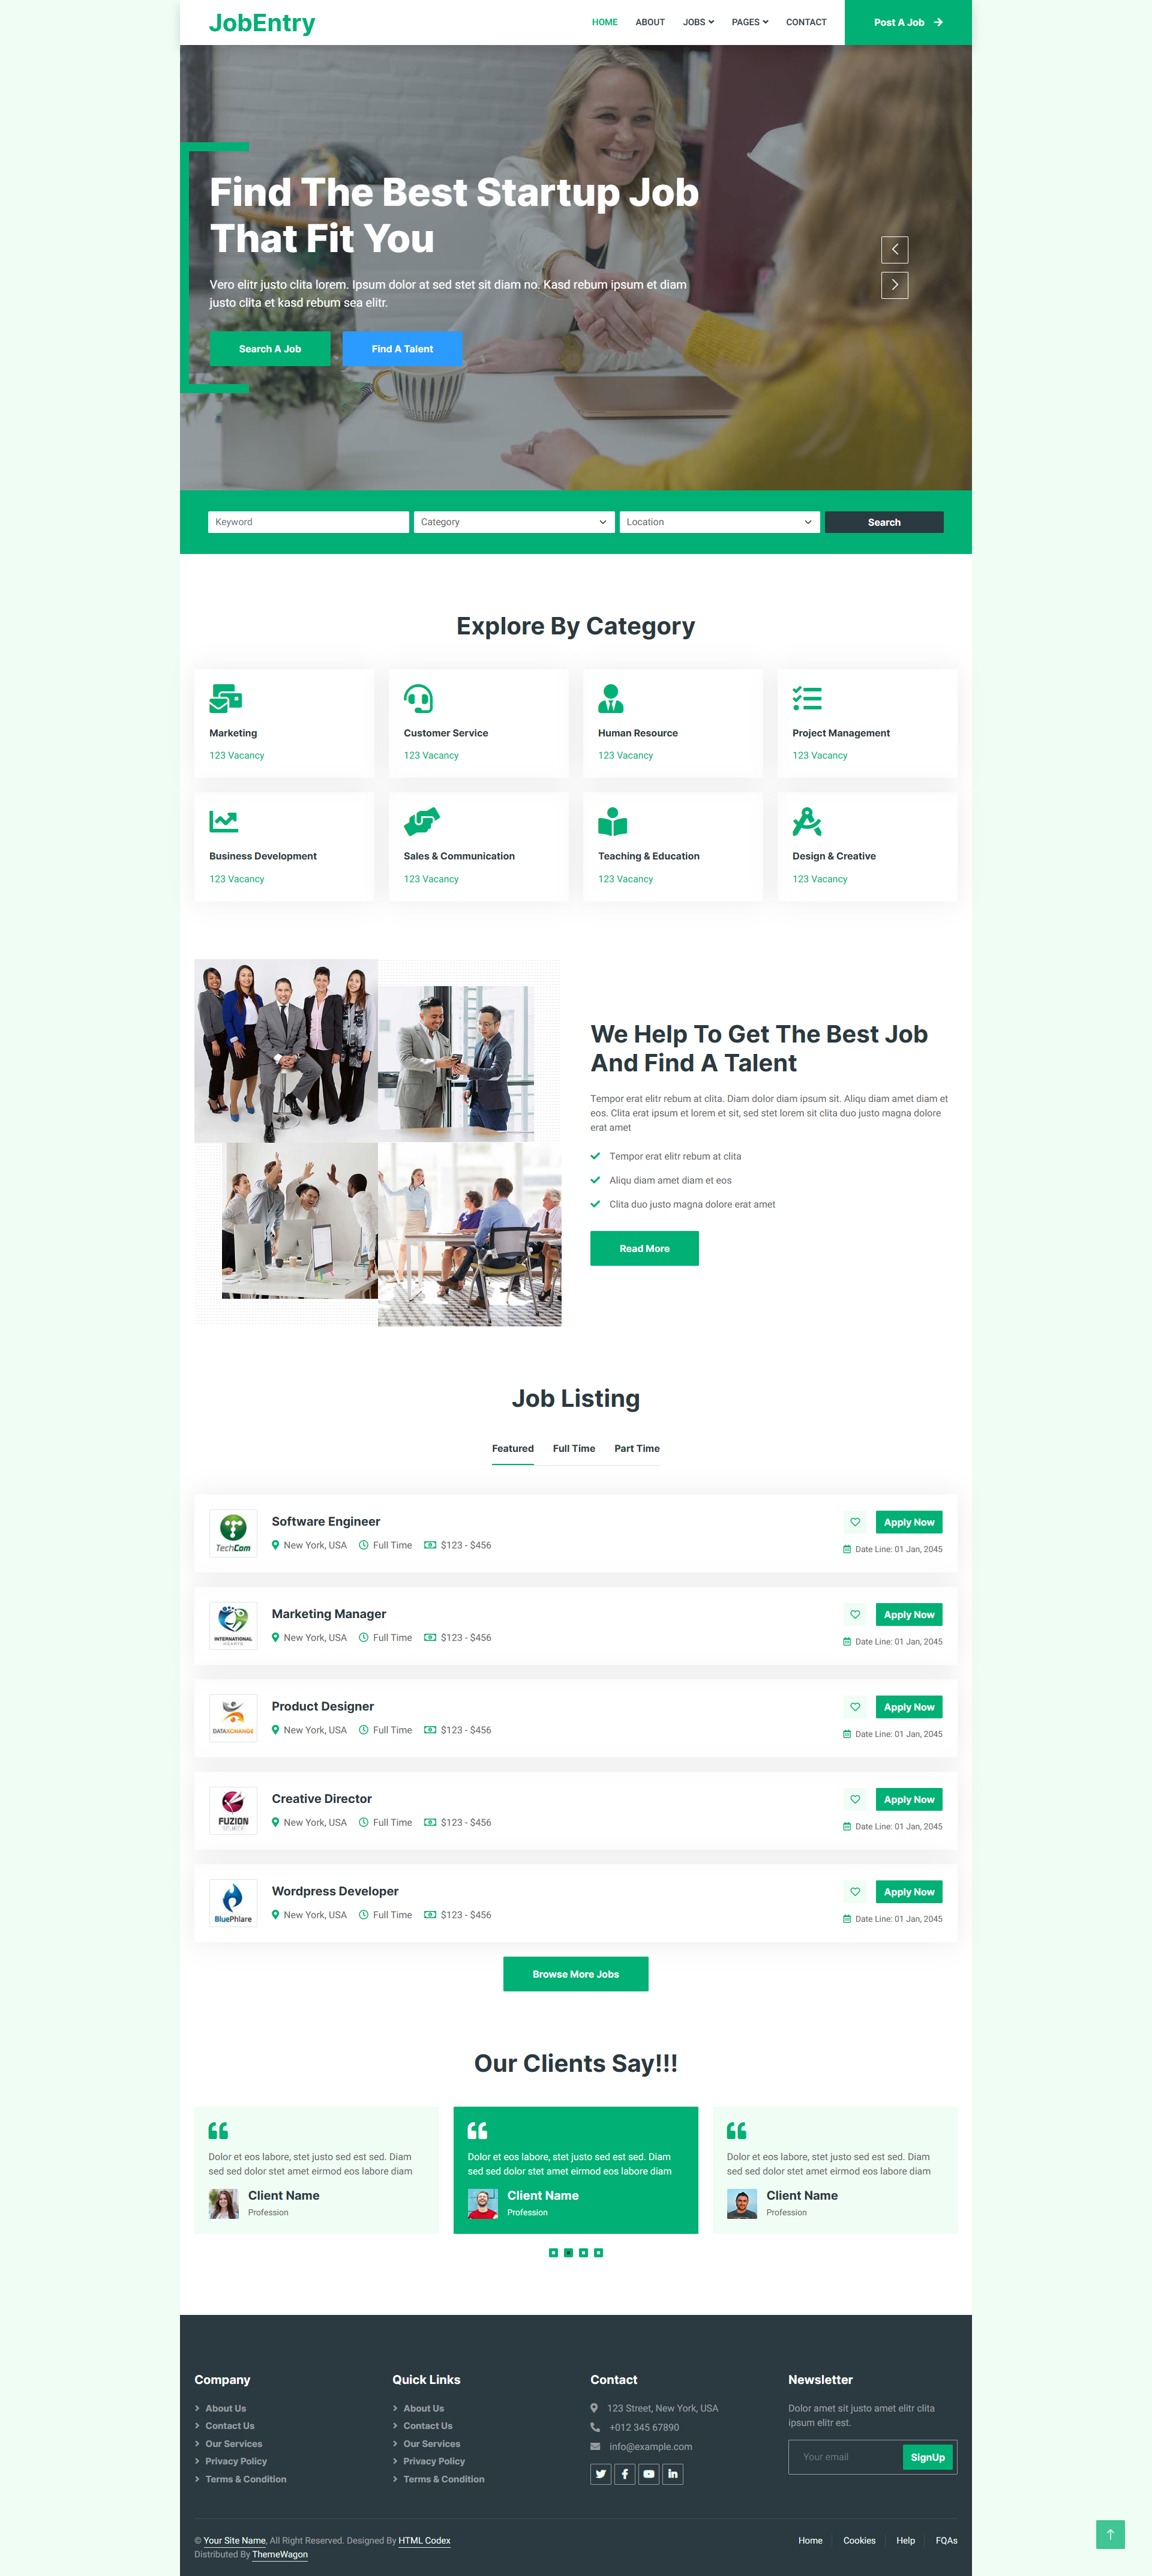 JobEntry
HOME ABOUT JOBS PAGES CONTACT Post A Job
Find The Best Startup Job
That Fit You
Vero elitr justo clita lorem. Ipsum dolor at sed stet sit diam no. Kasd rebum ipsum et diam
justo clita et kasd rebum sea elitr.
Search A Job Find A Talent
Keyword Category Location Search
Explore By Category
Marketing
123 Vacancy
Customer Service
123 Vacancy
Human Resource
123 Vacancy
Project Management
123 Vacancy
Business Development
123 Vacancy
Sales & Communication
123 Vacancy
Teaching & Education
123 Vacancy
Design & Creative
123 Vacancy
We Help To Get The Best Job
And Find A Talent
Tempor erat elitr rebum at clita. Diam dolor diam ipsum sit. Aliqu diam amet diam et
eos. Clita erat ipsum et lorem et sit, sed stet lorem sit clita duo justo magna dolore
erat amet
Tempor erat elitr rebum at clita
Aliqu diam amet diam et eos
Clita duo justo magna dolore erat amet
Read More
Job Listing
Featured Full Time Part Time
TechCom
Software Engineer
New York, USA Full Time $123 - $456
Apply Now
Date Line: 01 Jan, 2045
INTERNATIONAL
HEARTS
Marketing Manager
New York, USA Full Time $123 - $456
Apply Now
Date Line: 01 Jan, 2045
DATAXCHANGE
Product Designer
New York, USA Full Time $123 - $456
Apply Now
Date Line: 01 Jan, 2045
FUZION
Creative Director
New York, USA Full Time $123 - $456
Apply Now
Date Line: 01 Jan, 2045
BluePhlare
Wordpress Developer
New York, USA Full Time $123 - $456
Apply Now
Date Line: 01 Jan, 2045
Browse More Jobs
Our Clients Say!!!
Dolor et eos labore, stet justo sed est sed. Diam
sed sed dolor stet amet eirmod eos labore diam
Client Name
Profession
Dolor et eos labore, stet justo sed est sed. Diam
sed sed dolor stet amet eirmod eos labore diam
Client Name
Profession
Dolor et eos labore, stet justo sed est sed. Diam
sed sed dolor stet amet eirmod eos labore diam
Client Name
Profession
Company
About Us
Contact Us
Our Services
Privacy Policy
Terms & Condition
Quick Links
About Us
Contact Us
Our Services
Privacy Policy
Terms & Condition
Contact
123 Street, New York, USA
+012 345 67890
info@example.com
Newsletter
Dolor amet sit justo amet elitr clita
ipsum elitr est.
Your email SignUp
© Your Site Name, All Right Reserved. Designed By HTML Codex
Distributed By ThemeWagon
Home Cookies Help FQAs